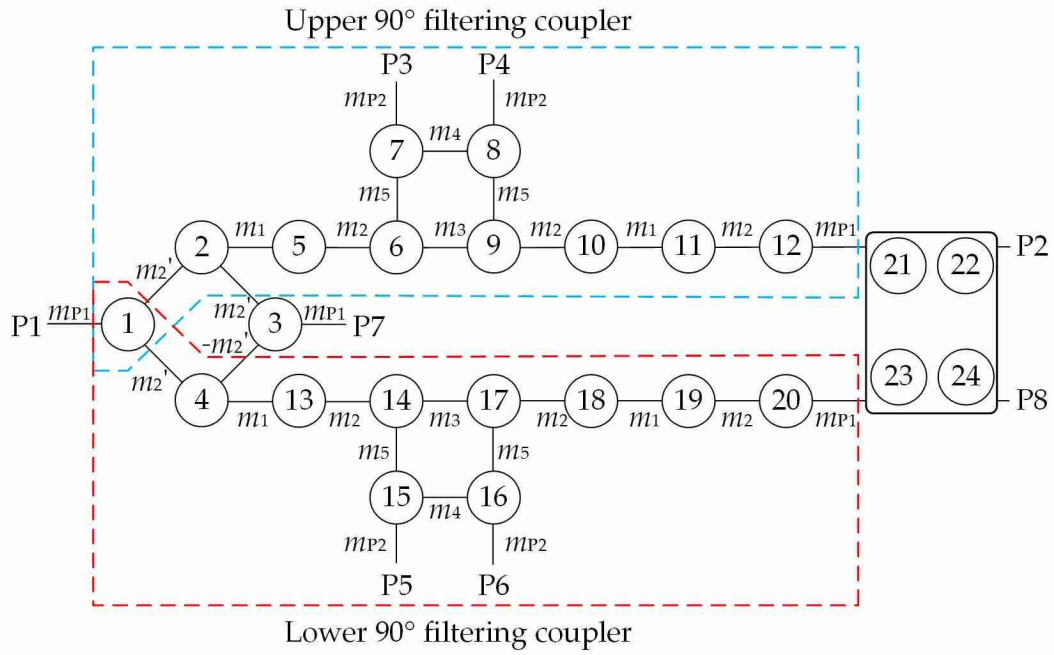 Upper 90° filtering coupler
P3 P4
mP2 mP2
7 m4 8
m5 m5
2 m1 5 m2 6 m3 9 m2 10 m1 11 m2 12 mP1 P2
21 22
m2' m2'
P1 mP1 1 3 mP1 P7
m2' -m2'
23 24
4 m1 13 m2 14 m3 17 m2 18 m1 19 m2 20 mP1 P8
m5 m5
15 m4 16
mP2 mP2
P5 P6
Lower 90° filtering coupler